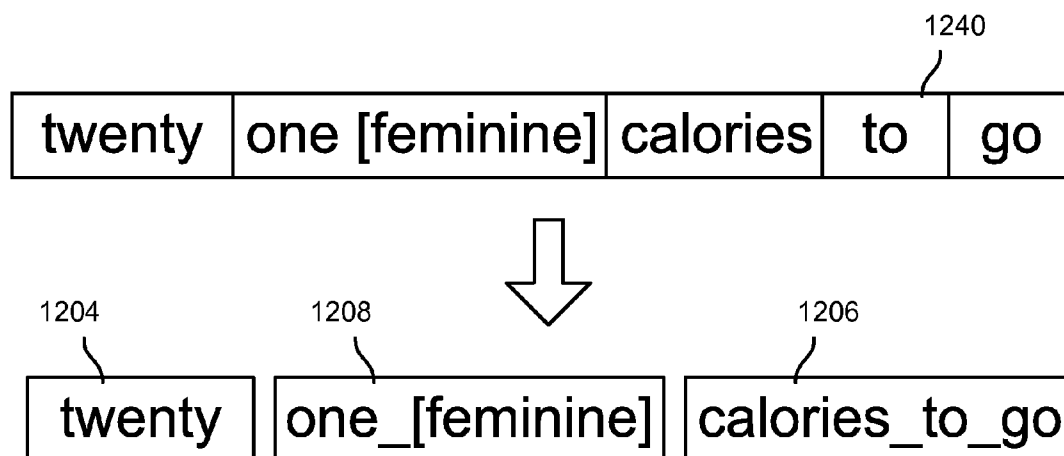 1240
twenty one [feminine] calories to go
1204 1208 1206
twenty one_[feminine] calories_to_go